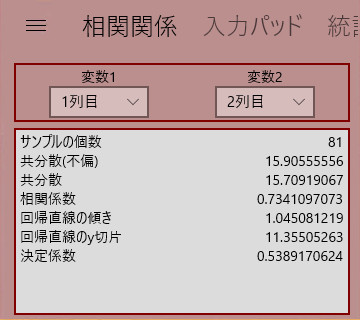 相関関係 入力パッド 統
変数1 変数2
1列目 2列目
サンプルの個数 81
共分散(不偏) 15.90555556
共分散 15.70919067
相関係数 0.7341097073
回帰直線の傾き 1.045081219
回帰直線のy切片 11.35505263
決定係数 0.5389170624